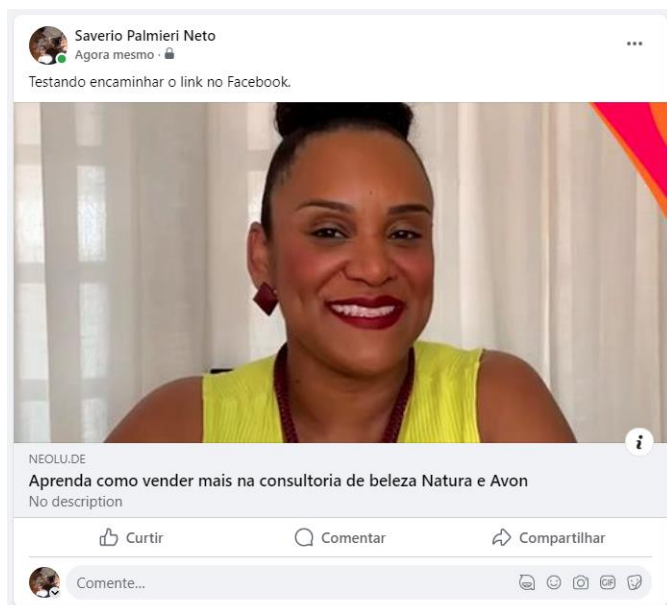 Saverio Palmieri Neto
Agora mesmo ·
Testando encaminhar o link no Facebook.
i
NEOLU.DE
Aprenda como vender mais na consultoria de beleza Natura e Avon
No description
Curtir
Comentar
Compartilhar
Comente...
GIF